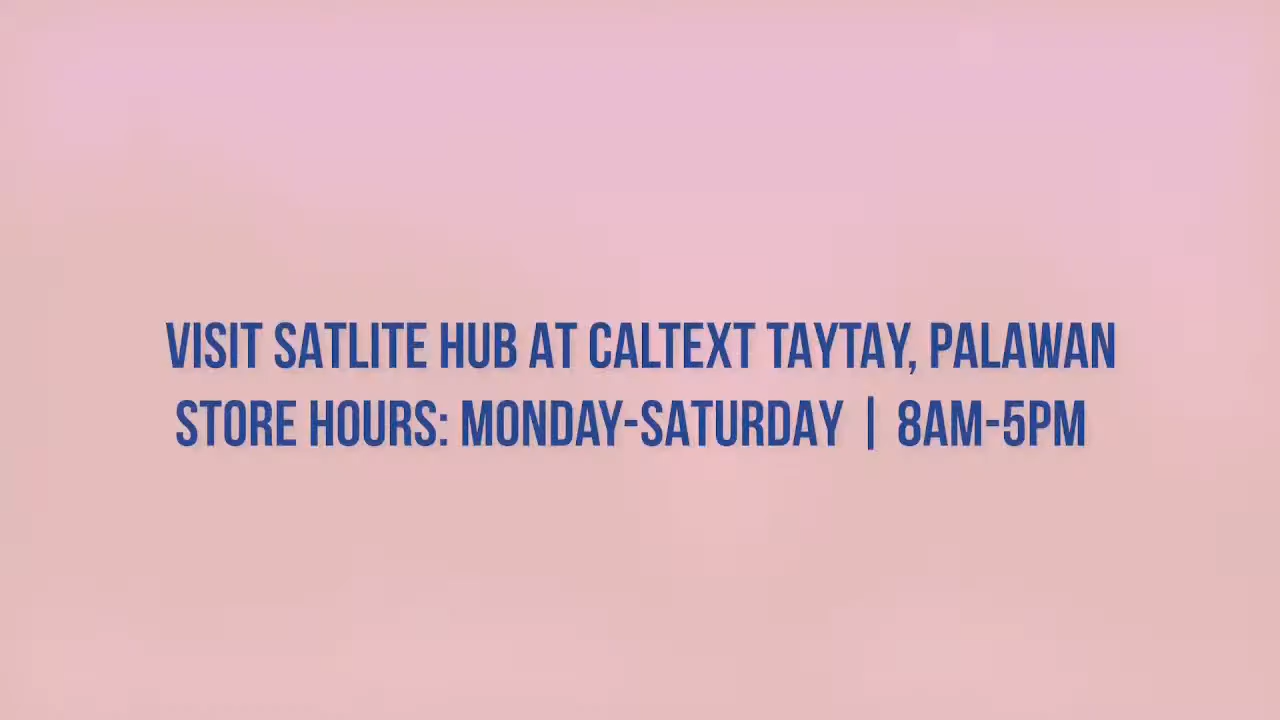 VISIT SATLITE HUB AT CALTEXT TAYTAY, PALAWAN
STORE HOURS: MONDAY-SATURDAY | 8AM-5PM